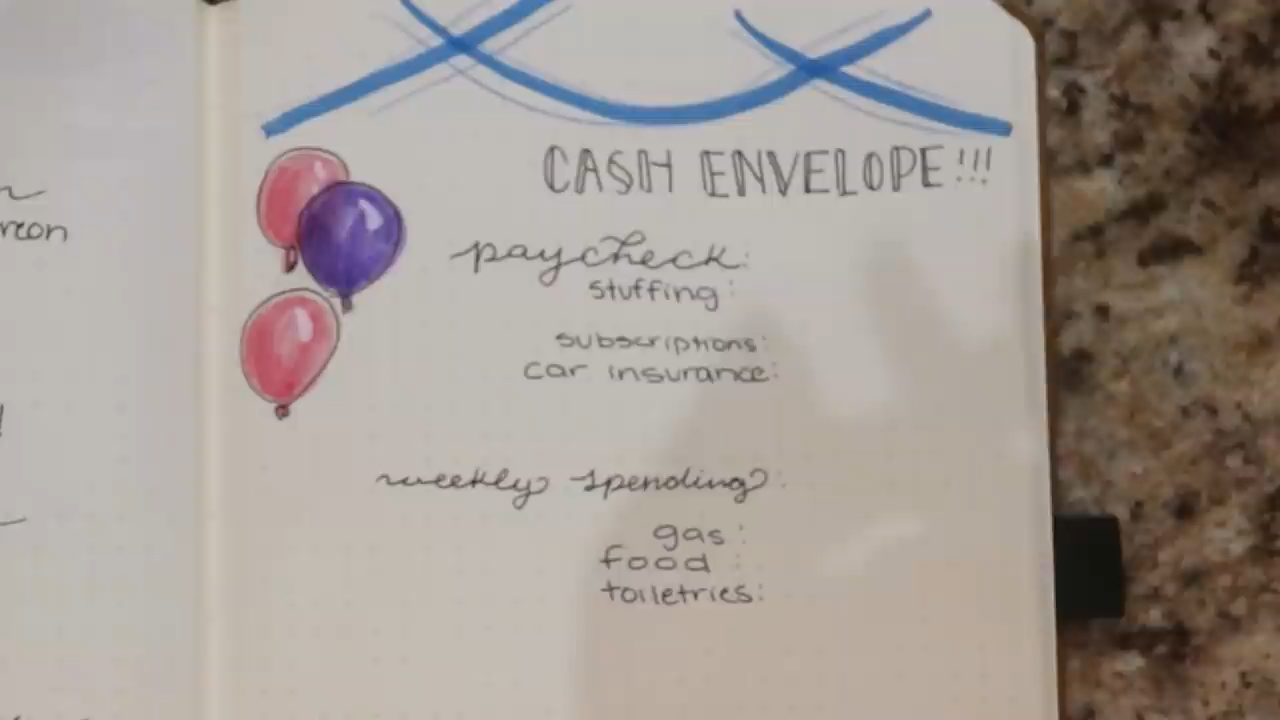 CASH ENVELOPE!!!
paycheck:
stuffing:
subscriptions:
car insurance:
weekly spending:
gas:
food :
toiletries: